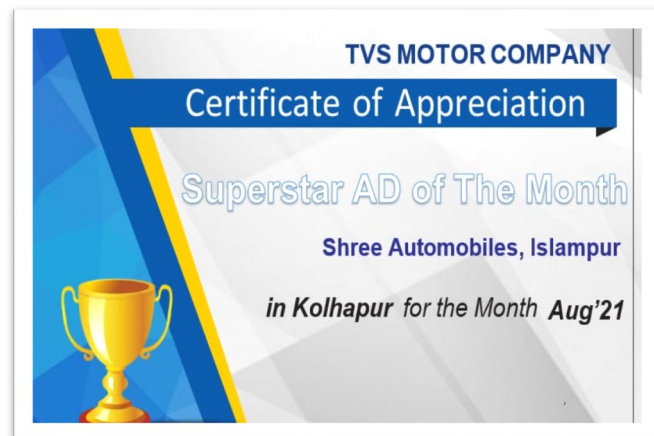 TVS MOTOR COMPANY
Certificate of Appreciation
Superstar AD of The Month
Shree Automobiles, Islampur
in Kolhapur for the Month Aug'21